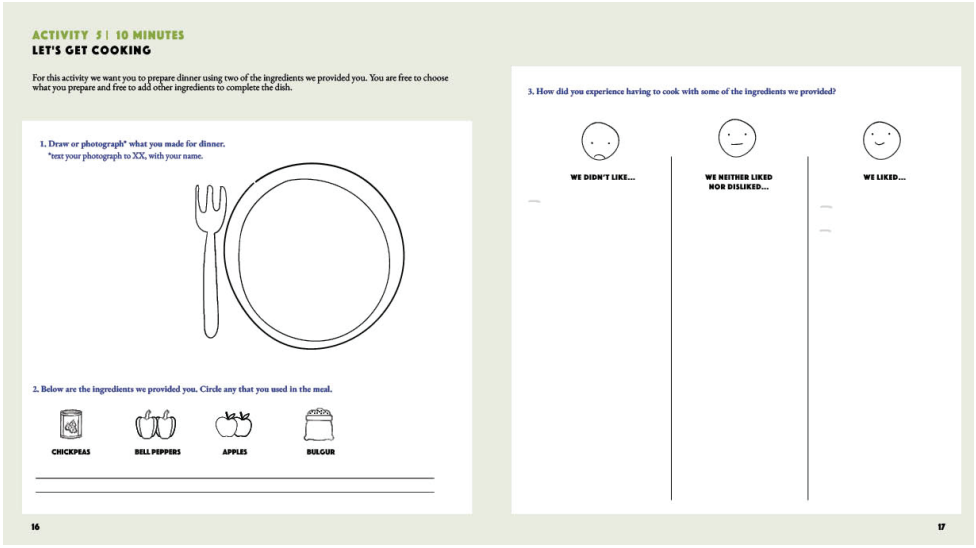 ACTIVITY 5| 10 MINUTES
LET'S GET COOKING
For this activity we want you to prepare dinner using two of the ingredients we provided you. You are free to choose
what you prepare and free to add other ingredients to complete the dish.
1. Draw or photograph* what you made for dinner.
*text your photograph to XX, with your name.
2. Below are the ingredients we provided you. Circle any that you used in the meal.
CHICKPEAS
BELL PEPPERS
APPLES
BULGUR
16
3. How did you experience having to cook with some of the ingredients we provided?
WE DIDN'T LIKE...
WE NEITHER LIKED
NOR DISLIKED...
WE LIKED...
17